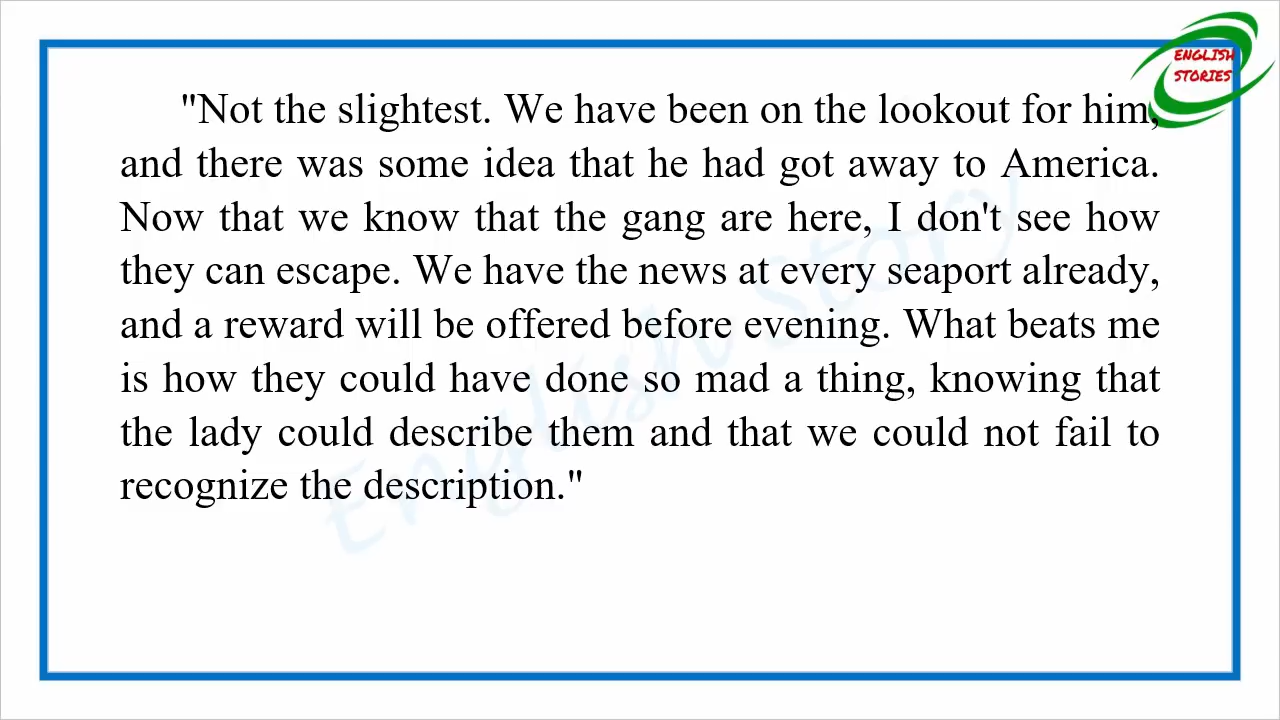 ENGLISH
STORIES
"Not the slightest. We have been on the lookout for him,
and there was some idea that he had got away to America.
Now that we know that the gang are here, I don't see how
they can escape. We have the news at every seaport already,
and a reward will be offered before evening. What beats me
is how they could have done so mad a thing, knowing that
the lady could describe them and that we could not fail to
recognize the description."
English Story